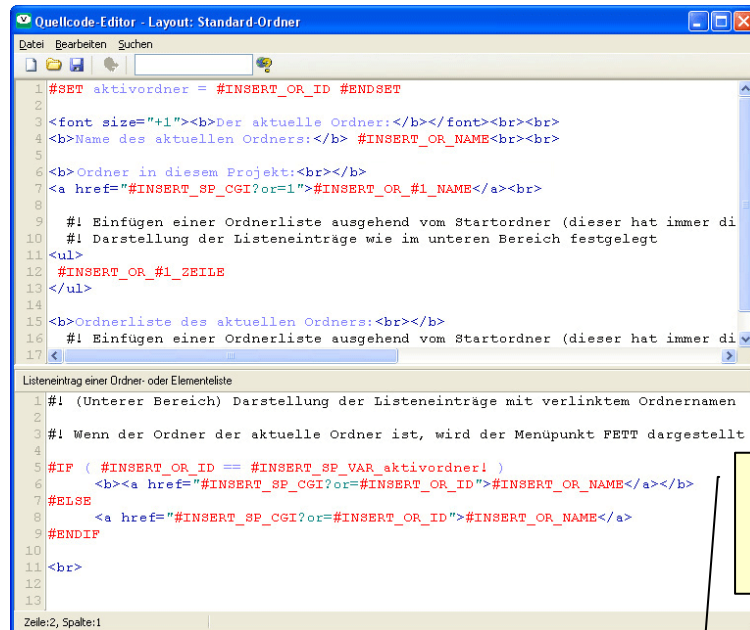 Quellcode-Editor - Layout: Standard-Ordner
Datei Bearbeiten Suchen
1 #SET aktivordner = #INSERT_OR_ID #ENDSET
2
3 <font size="+1"><b>Der aktuelle Ordner:</b></font><br><br>
4 <b>Name des aktuellen Ordners:</b> #INSERT_OR_NAME<br><br>
5
6 <b>Ordner in diesem Projekt:<br></b>
7 <a href="#INSERT_SP_CGI?or=1">#INSERT_OR_#1_NAME</a><br>
8
9 #! Einfügen einer Ordnerliste ausgehend vom Startordner (dieser hat immer di
10 #! Darstellung der Listeneinträge wie im unteren Bereich festgelegt
11 <ul>
12 #INSERT_OR_#1_ZEILE
13 </ul>
14
15 <b>Ordnerliste des aktuellen Ordners:<br></b>
16 #! Einfügen einer Ordnerliste ausgehend vom Startordner (dieser hat immer di
17
Listeneintrag einer Ordner- oder Elementeliste
1 #! (Unterer Bereich) Darstellung der Listeneinträge mit verlinktem Ordnernamen
2
3 #! Wenn der Ordner der aktuelle Ordner ist, wird der Menüpunkt FETT dargestellt
4
5 #IF ( #INSERT_OR_ID == #INSERT_SP_VAR_aktivordner! )
6 <b><a href="#INSERT_SP_CGI?or=#INSERT_OR_ID">#INSERT_OR_NAME</a></b>
7 #ELSE
8 <a href="#INSERT_SP_CGI?or=#INSERT_OR_ID">#INSERT_OR_NAME</a>
9 #ENDIF
10
11 <br>
12
13
Zeile:2, Spalte:1